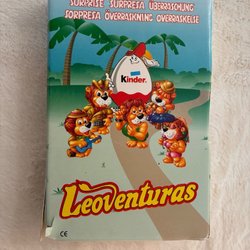 SURPRISE SURPRESA ÜBERRASCHUNG
SORPRESA ÖVERRASKNING OVERRASKELSE
Kinder
Leoventuras
CE